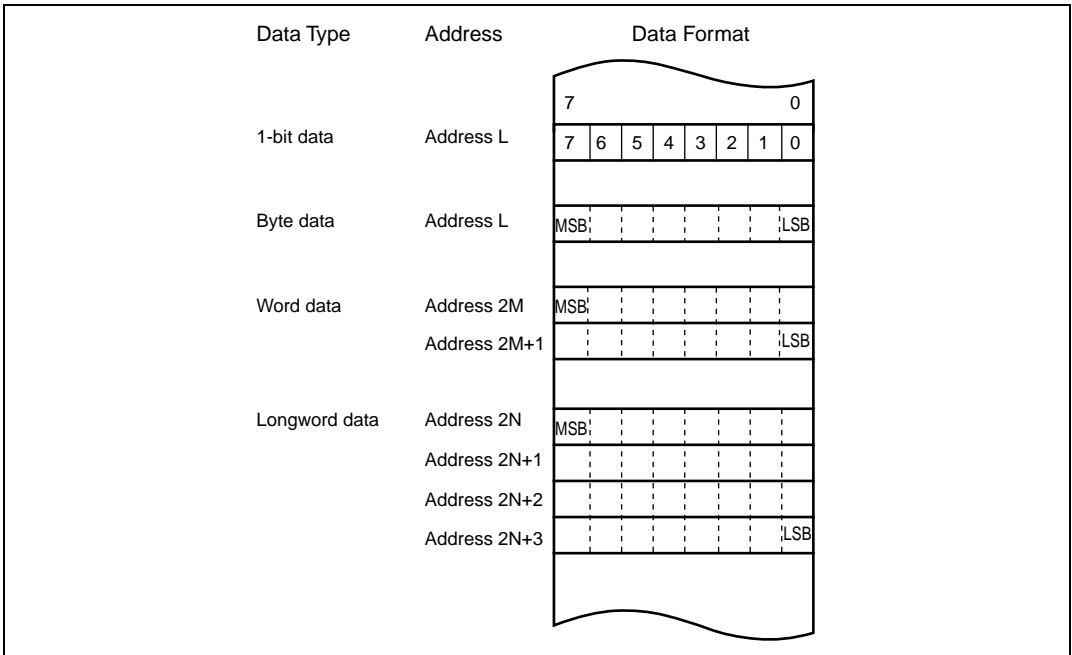 Data Type Address Data Format
7 0
1-bit data Address L 7 6 5 4 3 2 1 0
Byte data Address L MSB LSB
Word data Address 2M MSB
Address 2M+1 LSB
Longword data Address 2N MSB
Address 2N+1
Address 2N+2
Address 2N+3 LSB